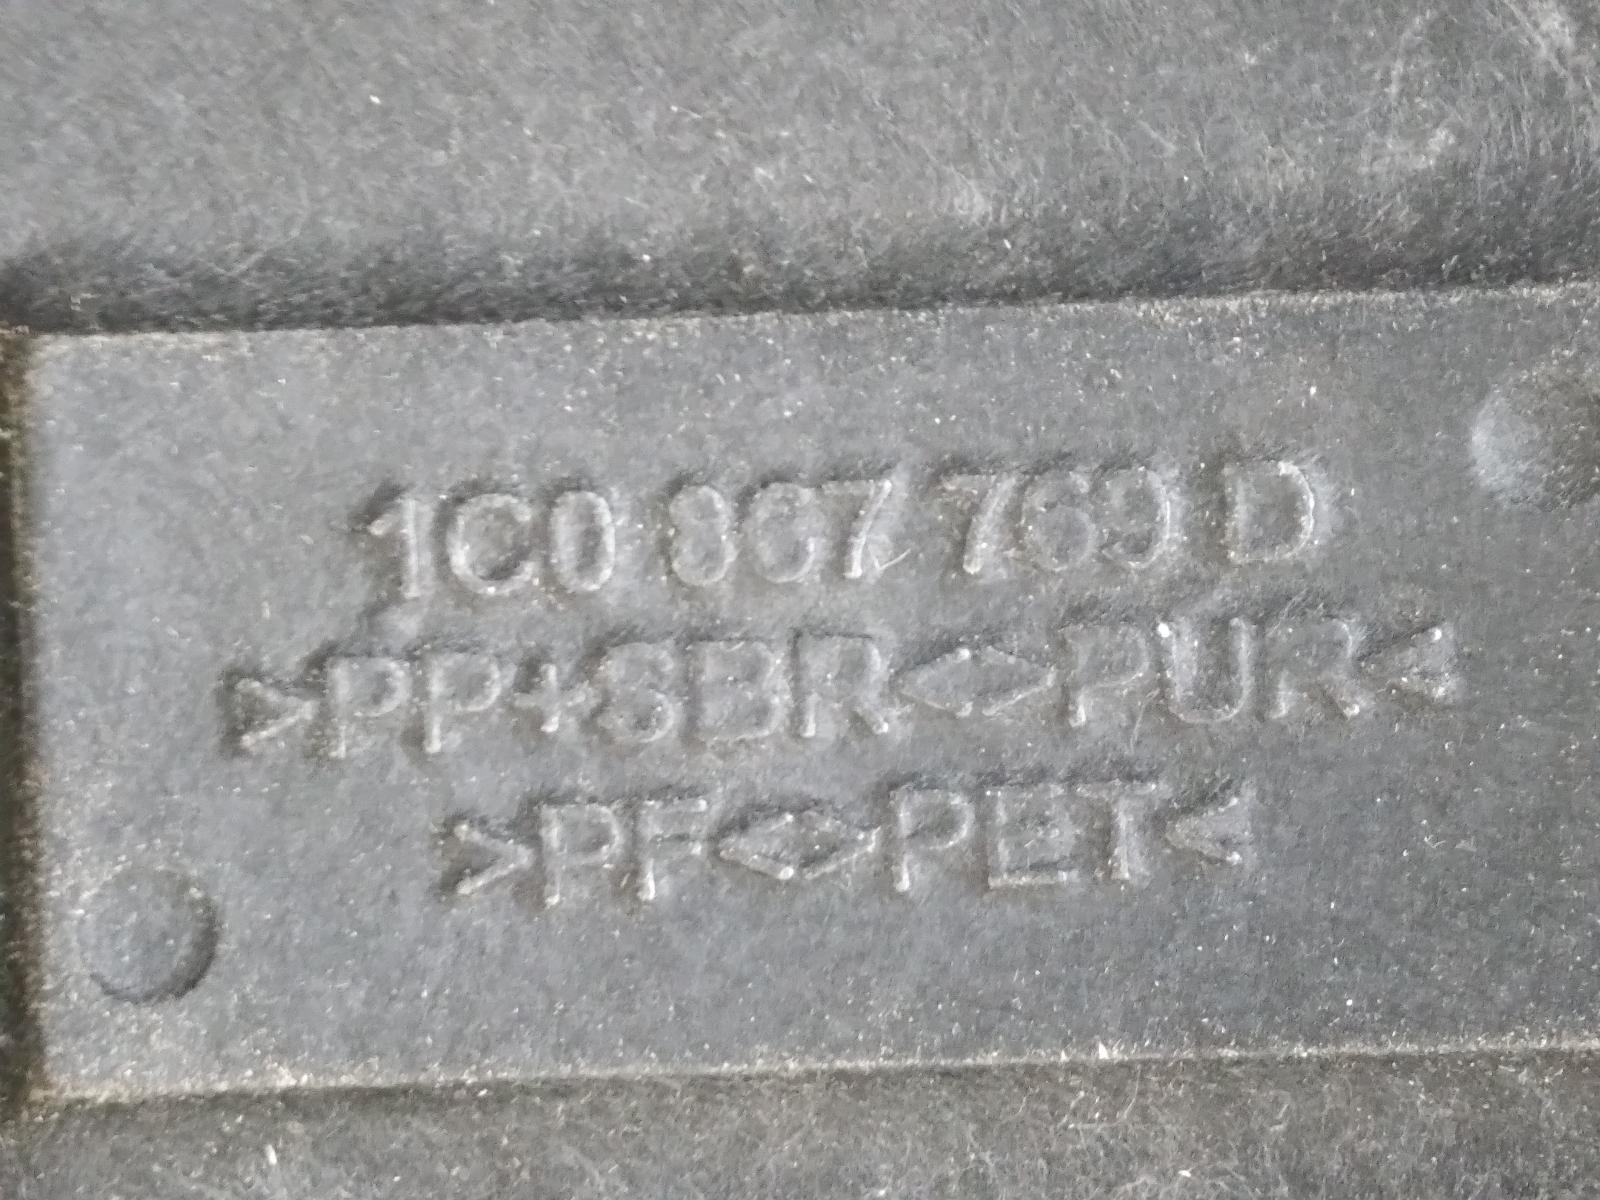 1C0 867 769 D
>PP+SBR<>PUR<
>PF<>PET<